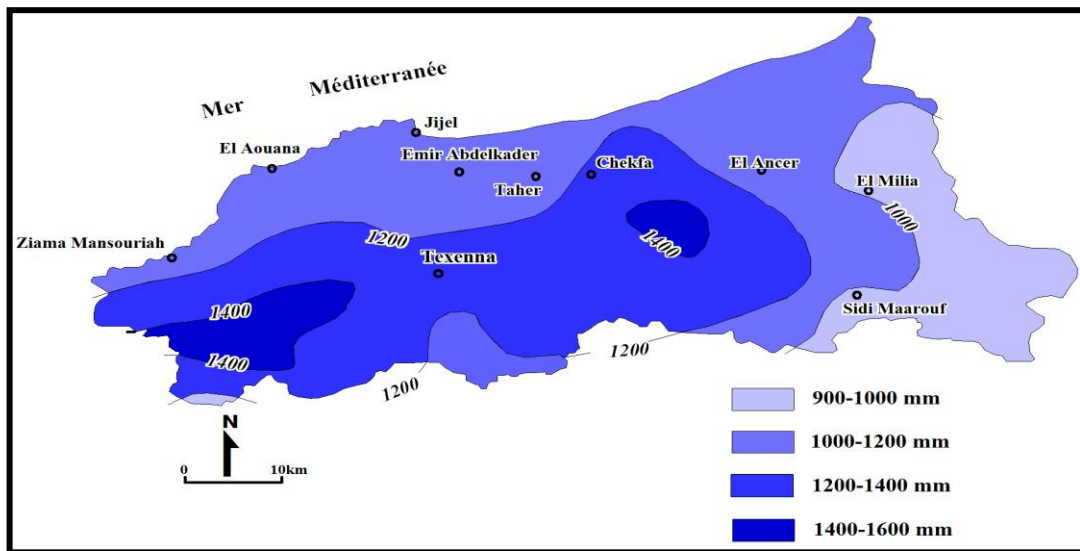 Mer Méditerranée
Jijel
El Aouana
Emir Abdelkader
Chekfa
El Ancer
Taher
El Milia
1000
Ziama Mansouriah
1200
1400
Texenna
1400
Sidi Maarouf
1400
1200
1200
N
0 10km
900-1000 mm
1000-1200 mm
1200-1400 mm
1400-1600 mm